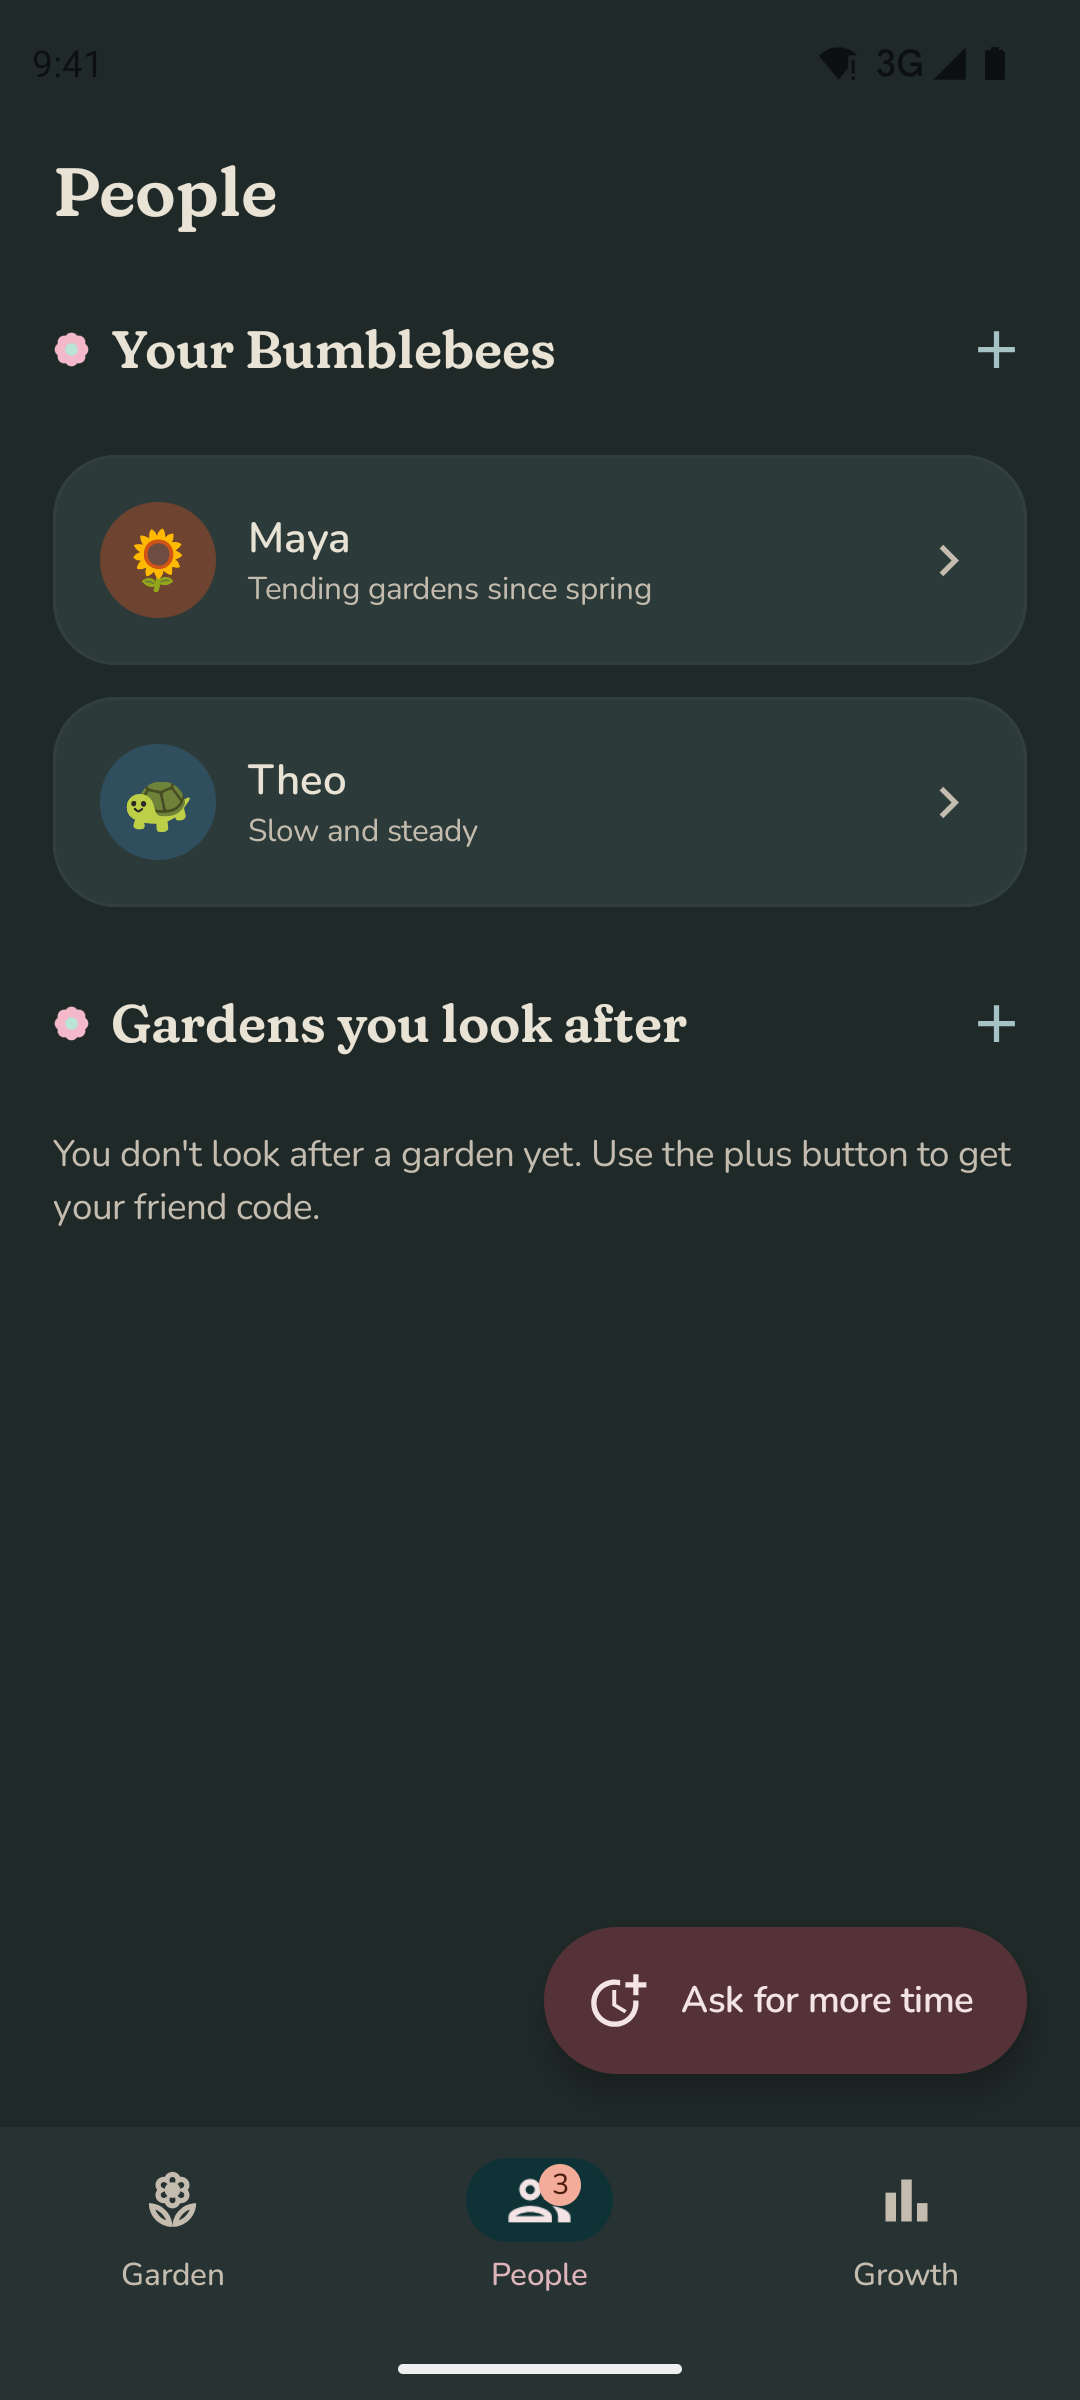 9:41
3G
People
Your Bumblebees
Maya
Tending gardens since spring
Theo
Slow and steady
Gardens you look after
You don't look after a garden yet. Use the plus button to get
your friend code.
Ask for more time
3
Garden
People
Growth